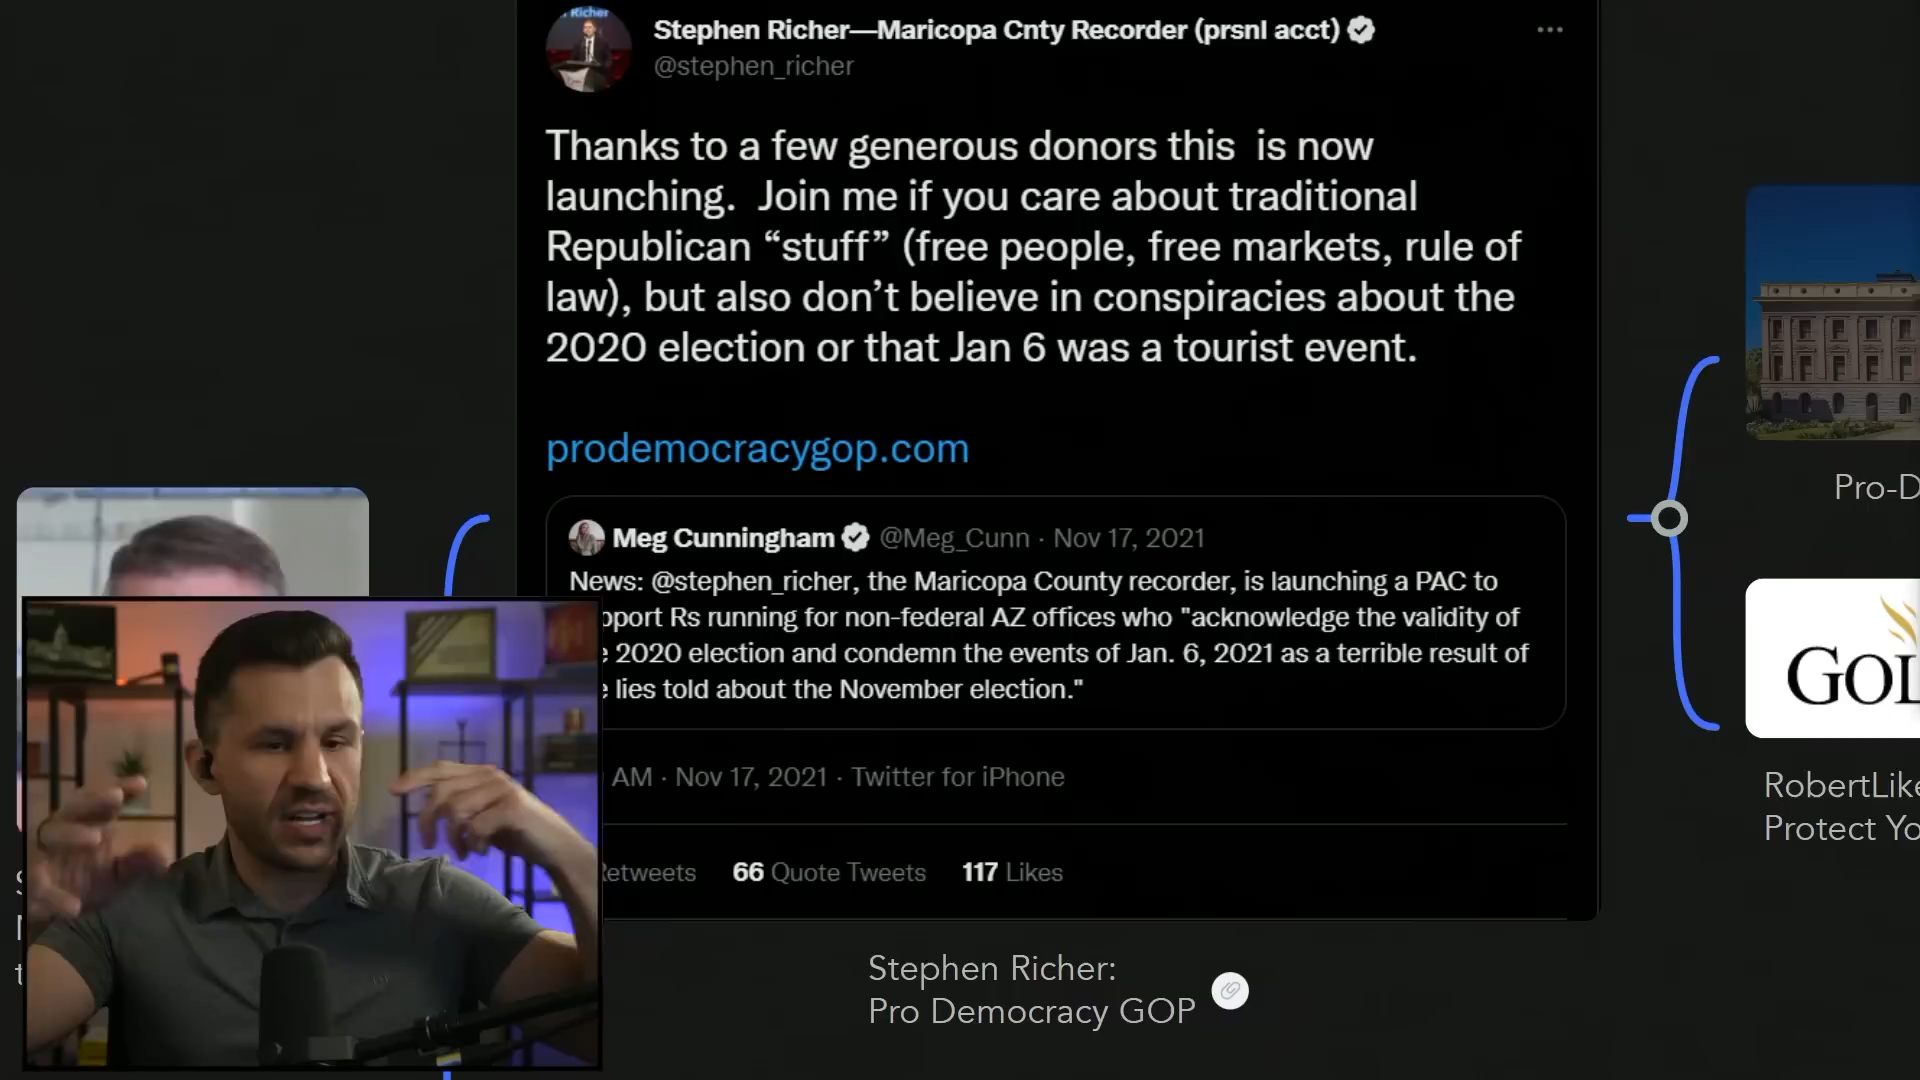 Richer
Stephen Richer—Maricopa Cnty Recorder (prsnl acct)
@stephen_richer
Thanks to a few generous donors this is now
launching. Join me if you care about traditional
Republican “stuff” (free people, free markets, rule of
law), but also don’t believe in conspiracies about the
2020 election or that Jan 6 was a tourist event.
prodemocracygop.com
Meg Cunningham @Meg_Cunn · Nov 17, 2021
News: @stephen_richer, the Maricopa County recorder, is launching a PAC to
pport Rs running for non-federal AZ offices who "acknowledge the validity of
e 2020 election and condemn the events of Jan. 6, 2021 as a terrible result of
e lies told about the November election."
AM · Nov 17, 2021 · Twitter for iPhone
Retweets 66 Quote Tweets 117 Likes
Stephen Richer:
Pro Democracy GOP
Pro-D
GOL
RobertLike
Protect Yo